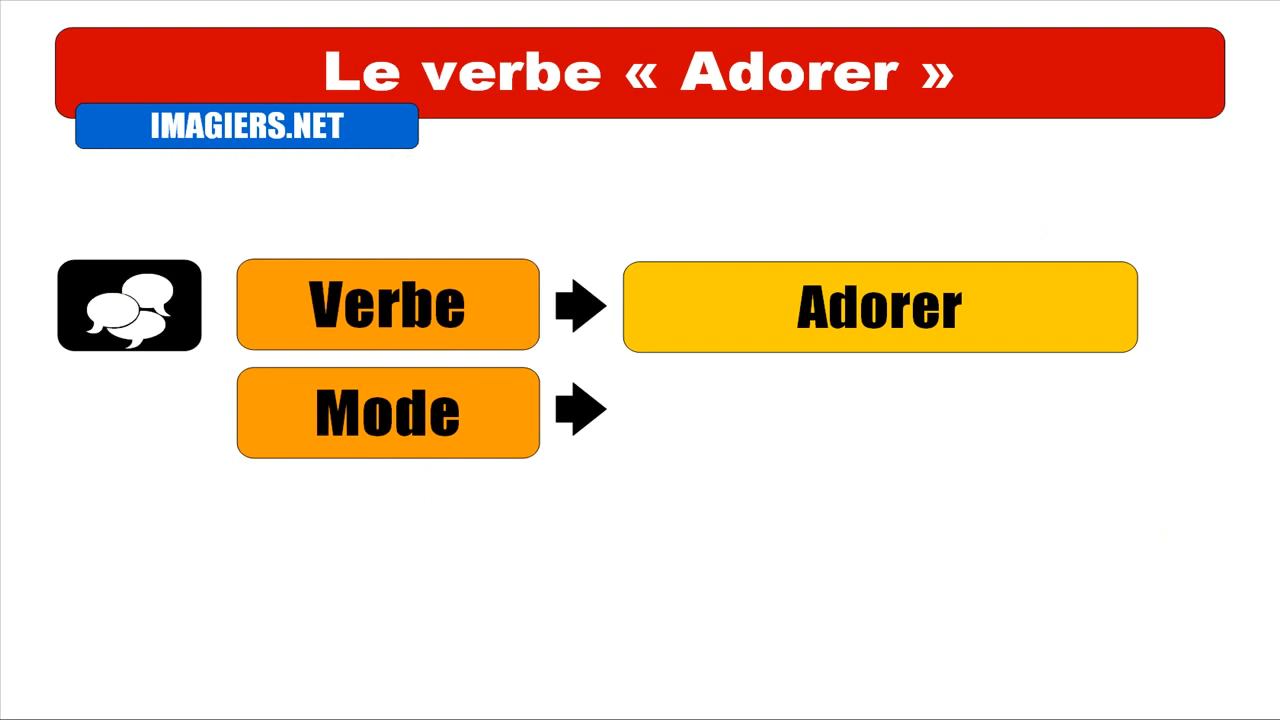 Le verbe « Adorer »
IMAGIERS.NET
Verbe
Adorer
Mode